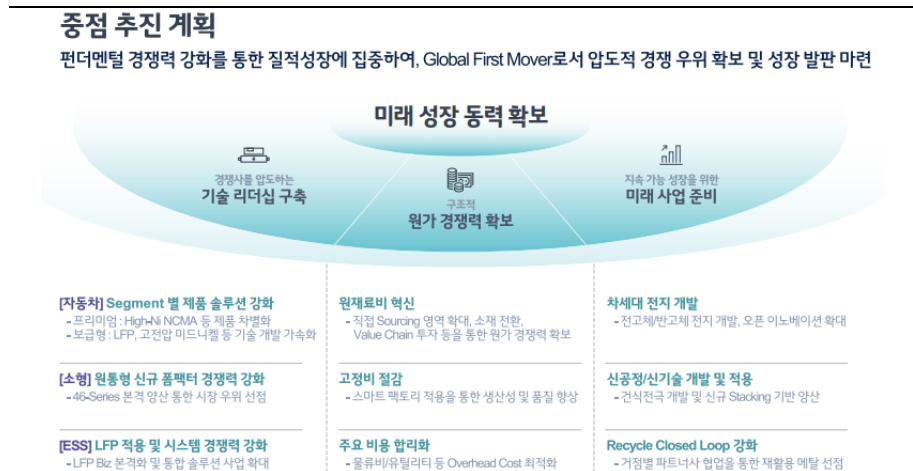 중점 추진 계획
펀더멘털 경쟁력 강화를 통한 질적성장에 집중하여, Global First Mover로서 압도적 경쟁 우위 확보 및 성장 발판 마련
미래 성장 동력 확보
경쟁사를 압도하는
기술 리더십 구축
구조적
원가 경쟁력 확보
지속 가능 성장을 위한
미래 사업 준비
[자동차] Segment 별 제품 솔루션 강화
- 프리미엄 : High-Ni NCMA 등 제품 차별화
- 보급형 : LFP, 고전압 미드니켈 등 기술 개발 가속화
[소형] 원통형 신규 폼팩터 경쟁력 강화
- 46-Series 본격 양산 통한 시장 우위 선점
[ESS] LFP 적용 및 시스템 경쟁력 강화
- LFP Biz 본격화 및 통합 솔루션 사업 확대
원재료비 혁신
- 직접 Sourcing 영역 확대, 소재 전환,
Value Chain 투자 등을 통한 원가 경쟁력 확보
고정비 절감
- 스마트 팩토리 적용을 통한 생산성 및 품질 향상
주요 비용 합리화
- 물류비/유틸리티 등 Overhead Cost 최적화
차세대 전지 개발
- 전고체/반고체 전지 개발, 오픈 이노베이션 확대
신공정/신기술 개발 및 적용
- 건식전극 개발 및 신규 Stacking 기반 양산
Recycle Closed Loop 강화
- 거점별 파트너사 협업을 통한 재활용 메탈 선점